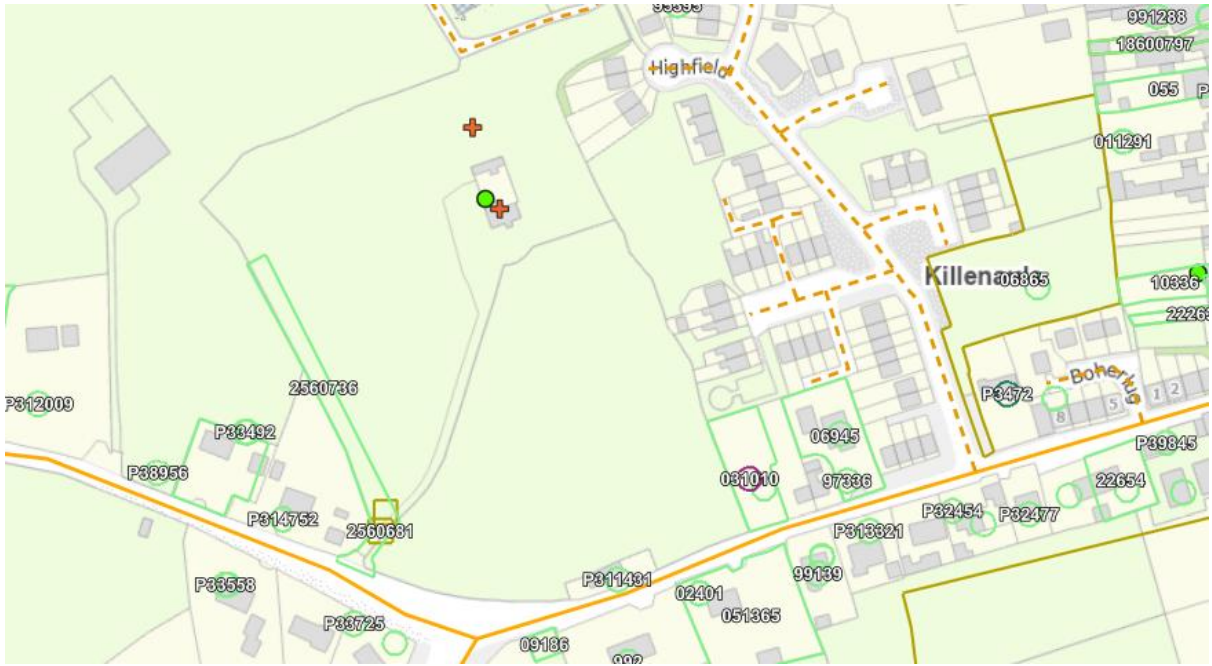 991288
18600797
Highfield
055
011291
Killenaule
06865
10336
2560736
P3472
Boherlug
8
5
1
2
P312009
P33492
06945
P39845
P38956
031010
97336
22654
P314752
2560681
P32454
P32477
P313321
99139
P33558
P311431
02401
051365
P33725
09186